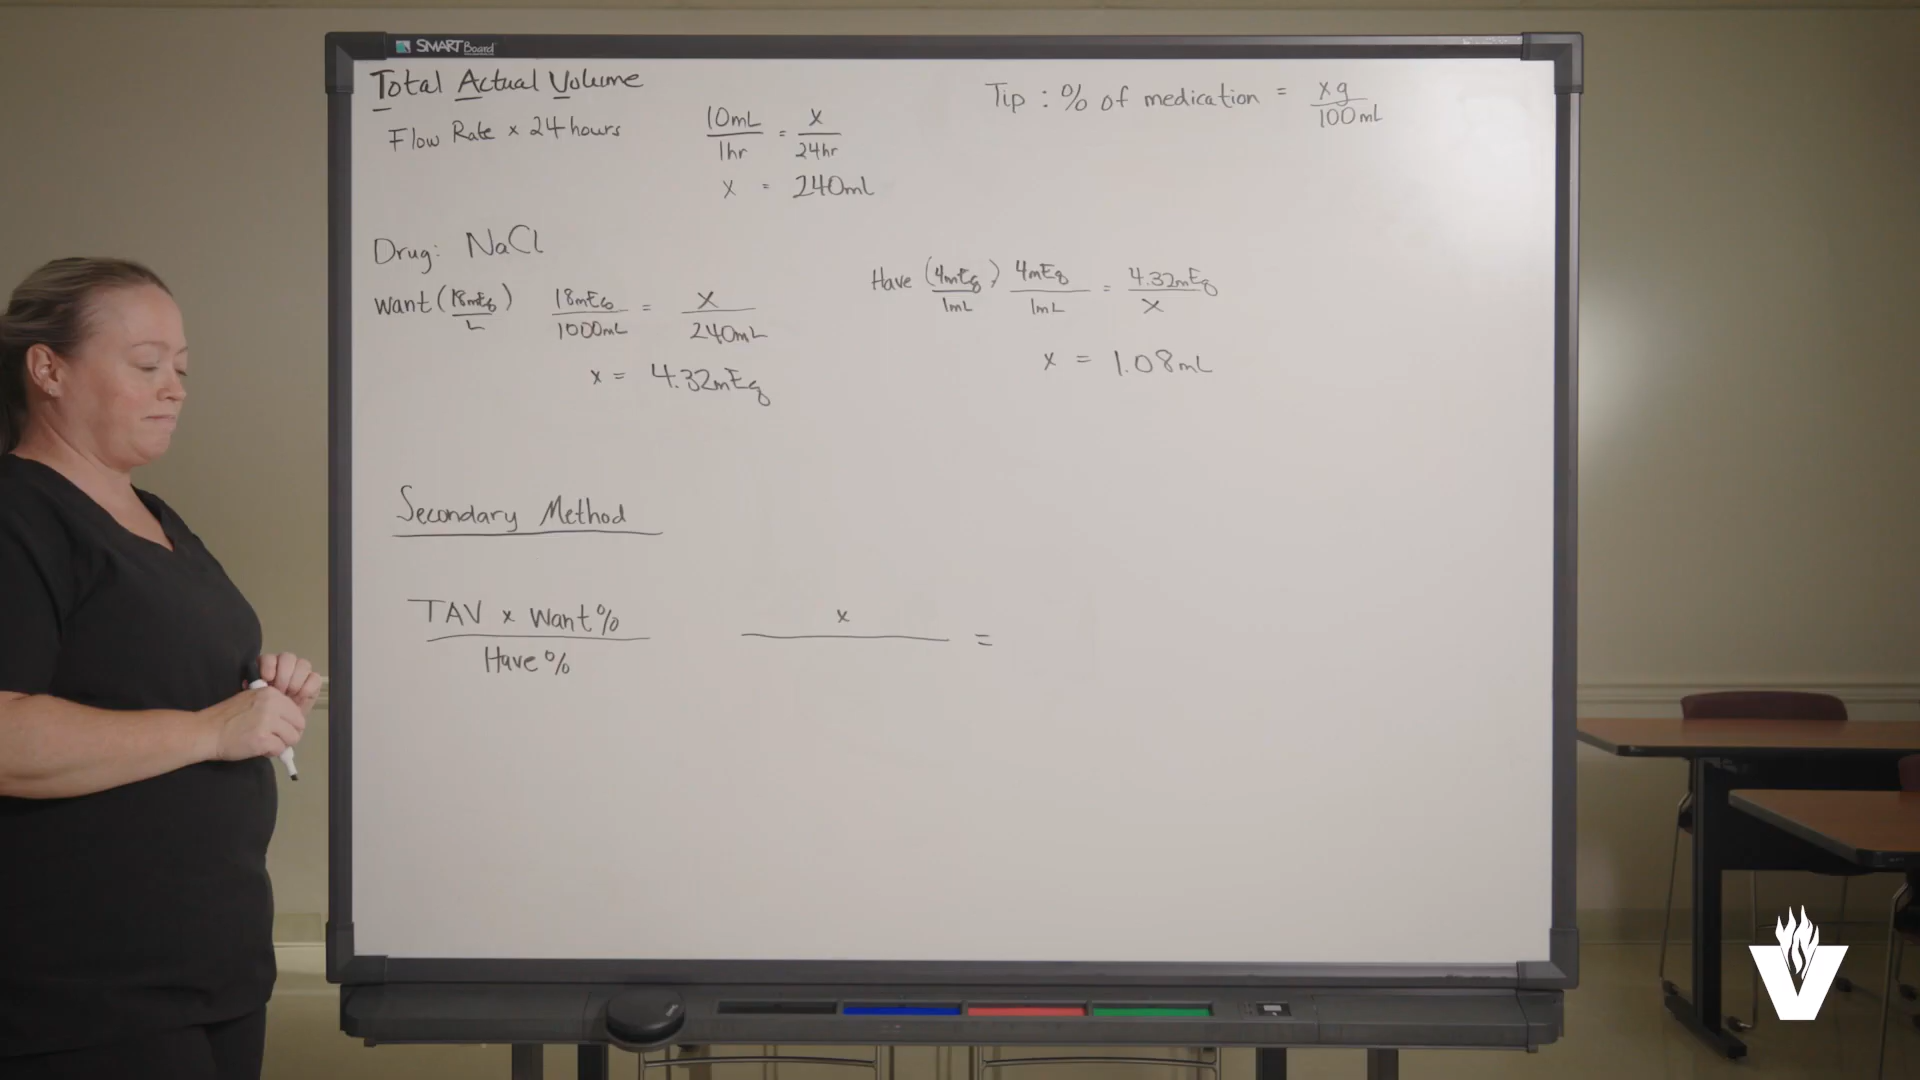 SMART Board
Total Actual Volume
Flow Rate x 24 hours
10mL / 1hr = x / 24hr
x = 240mL
Tip : % of medication = x g / 100mL
Drug: NaCl
Want (18mEq / L) 18mEq / 1000mL = x / 240mL
x = 4.32mEq
Have (4mEq / 1mL) 4mEq / 1mL = 4.32mEq / x
x = 1.08mL
Secondary Method
TAV x Want% / Have%
x =
V